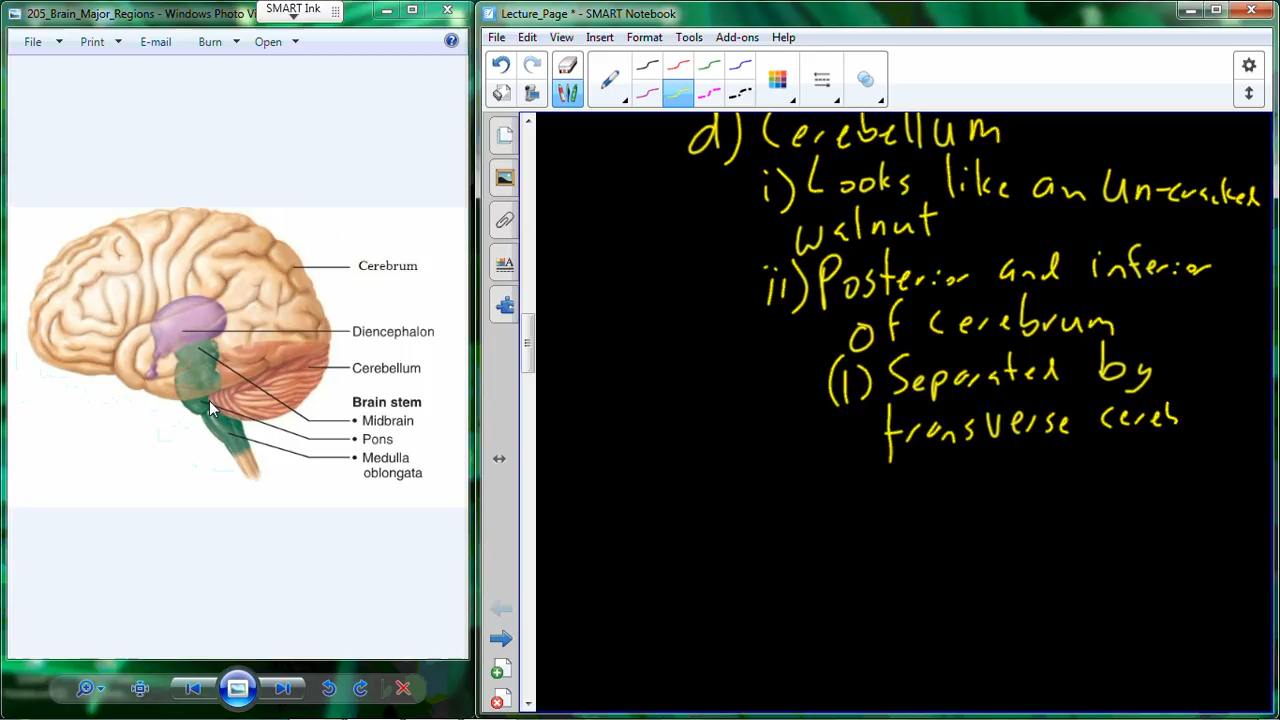 205_Brain_Major_Regions - Windows Photo Vi
SMART Ink
File Print E-mail Burn Open
Cerebrum
Diencephalon
Cerebellum
Brain stem
• Midbrain
• Pons
• Medulla
oblongata
Lecture_Page * - SMART Notebook
File Edit View Insert Format Tools Add-ons Help
d) Cerebellum
i) Looks like an Un-cracked
walnut
ii) Posterior and inferior
of cerebrum
(1) Separated by
transverse cereb